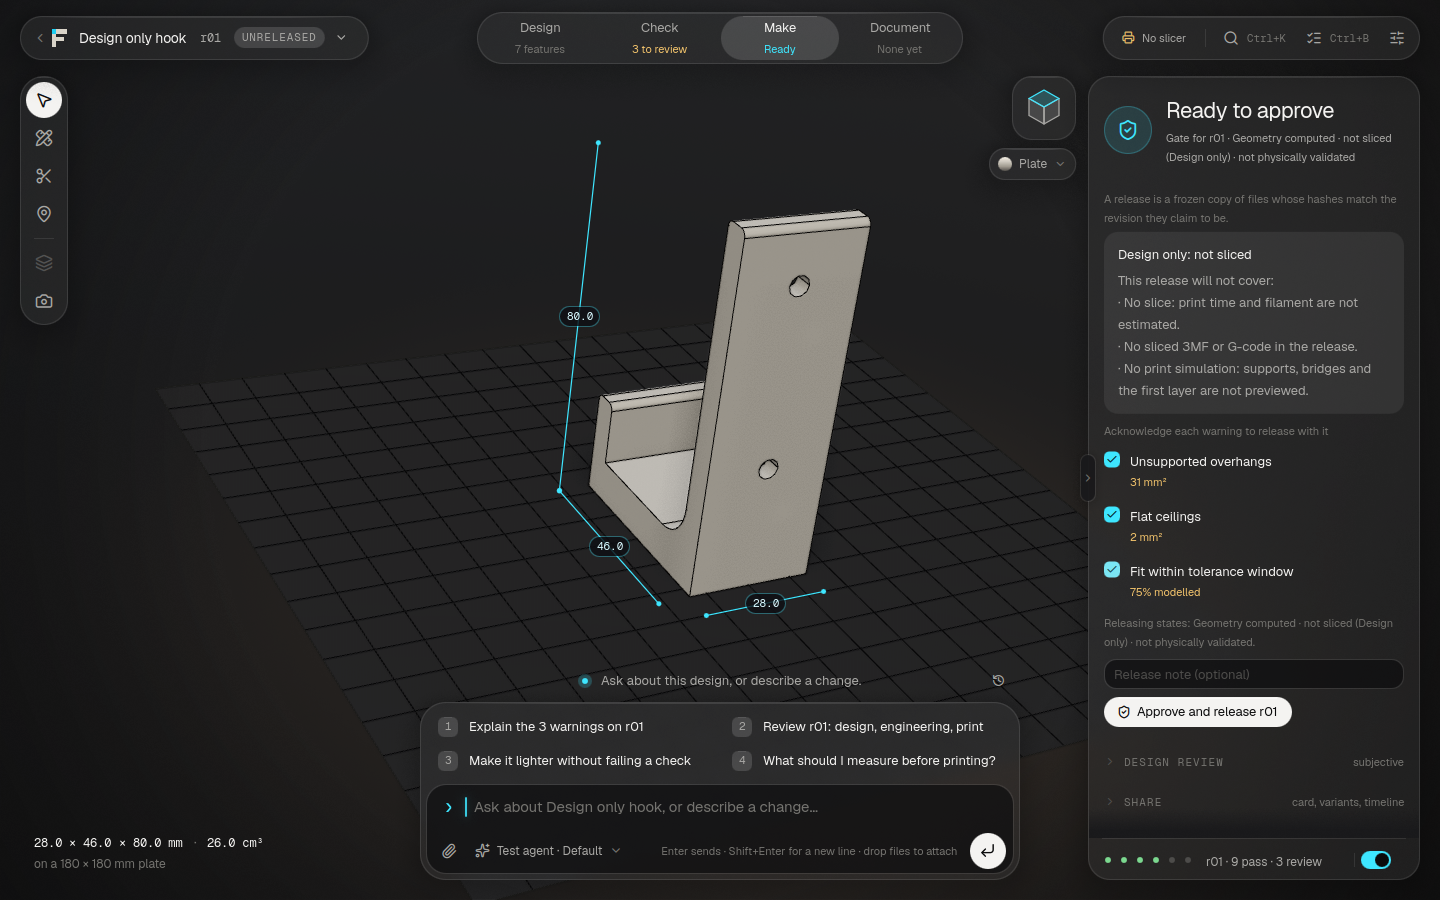 Design only hook r01 UNRELEASED
Design
7 features
Check
3 to review
Make
Ready
Document
None yet
No slicer
Ctrl+K
Ctrl+B
Plate
80.0
46.0
28.0
Ready to approve
Gate for r01 · Geometry computed · not sliced
(Design only) · not physically validated
A release is a frozen copy of files whose hashes match the
revision they claim to be.
Design only: not sliced
This release will not cover:
· No slice: print time and filament are not
estimated.
· No sliced 3MF or G-code in the release.
· No print simulation: supports, bridges and
the first layer are not previewed.
Acknowledge each warning to release with it
Unsupported overhangs
31 mm²
Flat ceilings
2 mm²
Fit within tolerance window
75% modelled
Releasing states: Geometry computed · not sliced (Design
only) · not physically validated.
Release note (optional)
Approve and release r01
DESIGN REVIEW subjective
SHARE card, variants, timeline
r01 · 9 pass · 3 review
Ask about this design, or describe a change.
1 Explain the 3 warnings on r01
2 Review r01: design, engineering, print
3 Make it lighter without failing a check
4 What should I measure before printing?
Ask about Design only hook, or describe a change...
Test agent · Default
Enter sends · Shift+Enter for a new line · drop files to attach
28.0 × 46.0 × 80.0 mm · 26.0 cm³
on a 180 × 180 mm plate